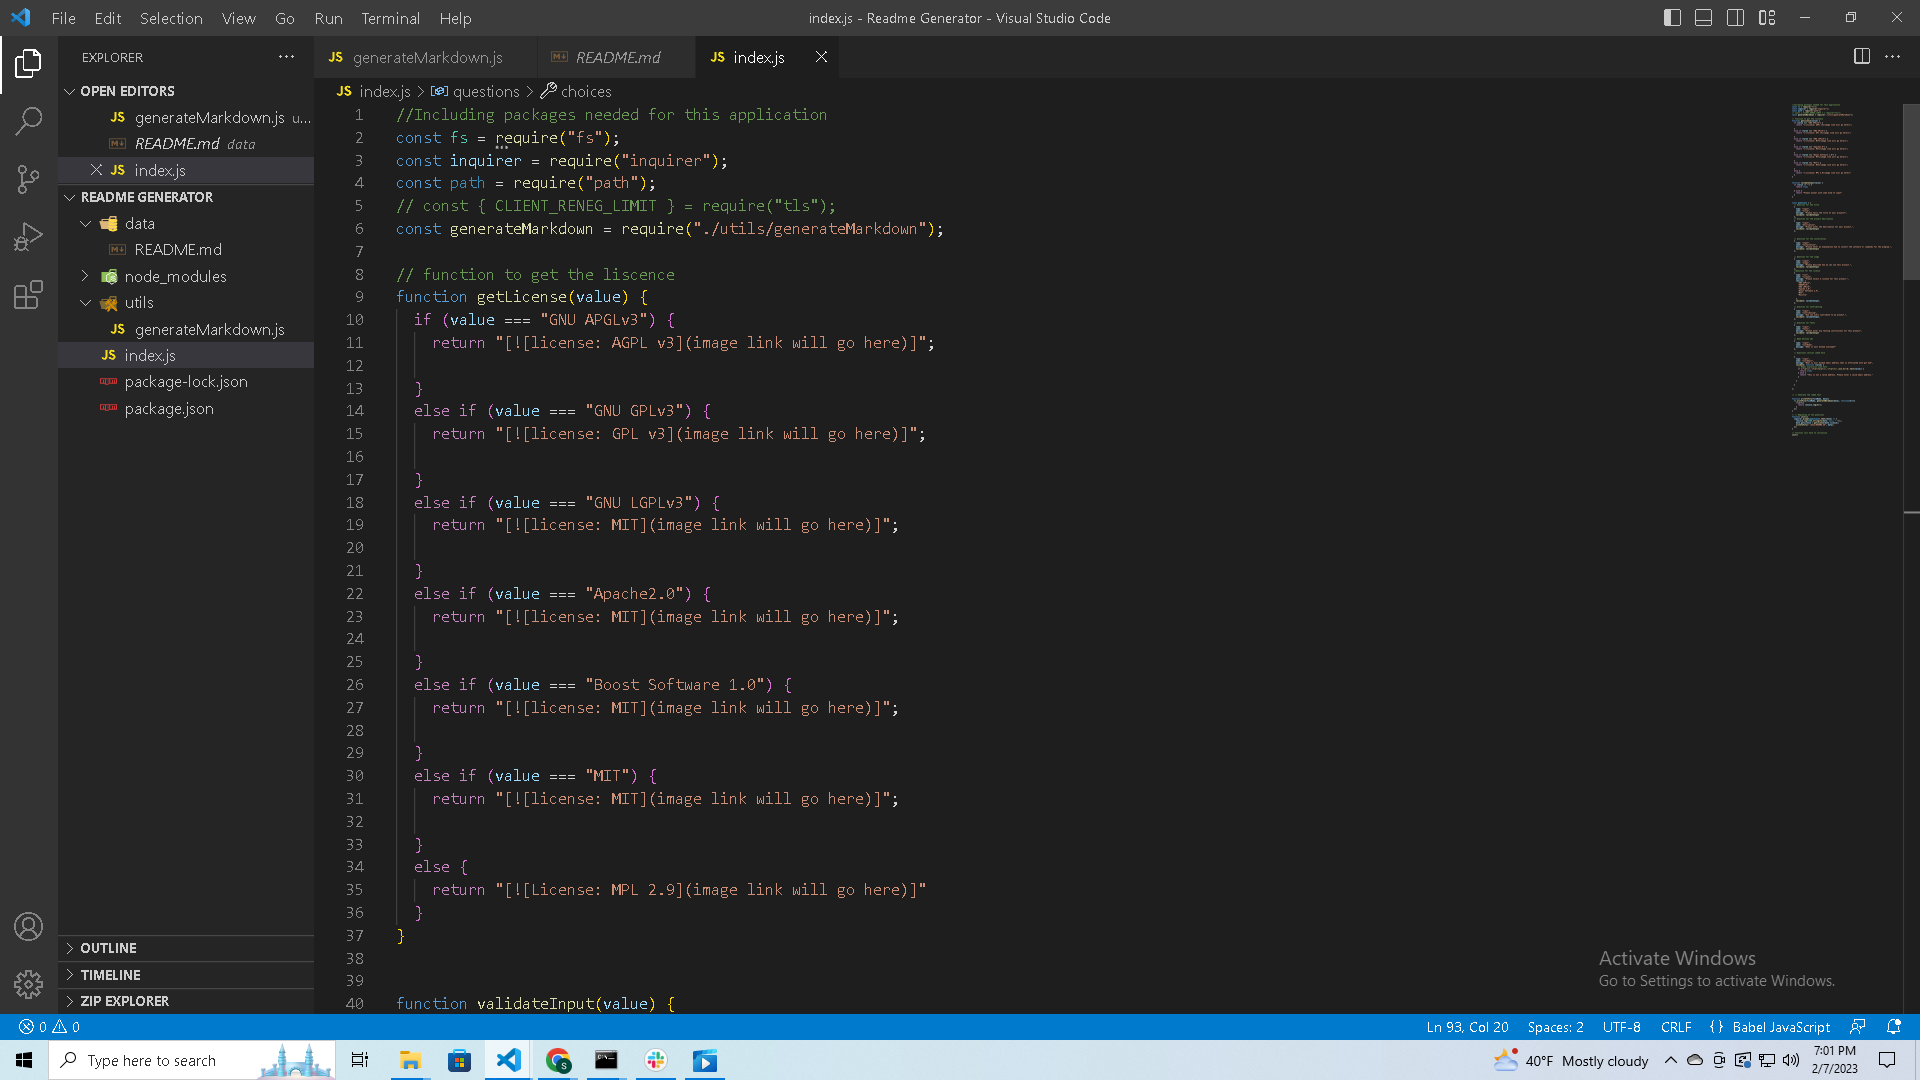 File Edit Selection View Go Run Terminal Help
index.js - Readme Generator - Visual Studio Code
EXPLORER
OPEN EDITORS
JS generateMarkdown.js u...
README.md data
JS index.js
README GENERATOR
data
README.md
node_modules
utils
JS generateMarkdown.js
JS index.js
package-lock.json
package.json
OUTLINE
TIMELINE
ZIP EXPLORER
JS generateMarkdown.js README.md JS index.js
JS index.js > questions > choices
1 //Including packages needed for this application
2 const fs = require("fs");
3 const inquirer = require("inquirer");
4 const path = require("path");
5 // const { CLIENT_RENEG_LIMIT } = require("tls");
6 const generateMarkdown = require("./utils/generateMarkdown");
7
8 // function to get the liscence
9 function getLicense(value) {
10 if (value === "GNU APGLv3") {
11 return "[![license: AGPL v3](image link will go here)]";
12
13 }
14 else if (value === "GNU GPLv3") {
15 return "[![license: GPL v3](image link will go here)]";
16
17 }
18 else if (value === "GNU LGPLv3") {
19 return "[![license: MIT](image link will go here)]";
20
21 }
22 else if (value === "Apache2.0") {
23 return "[![license: MIT](image link will go here)]";
24
25 }
26 else if (value === "Boost Software 1.0") {
27 return "[![license: MIT](image link will go here)]";
28
29 }
30 else if (value === "MIT") {
31 return "[![license: MIT](image link will go here)]";
32
33 }
34 else {
35 return "[![License: MPL 2.9](image link will go here)]"
36 }
37 }
38
39
40 function validateInput(value) {
Activate Windows
Go to Settings to activate Windows.
0 0 Ln 93, Col 20 Spaces: 2 UTF-8 CRLF {} Babel JavaScript
Type here to search
40°F Mostly cloudy
7:01 PM
2/7/2023